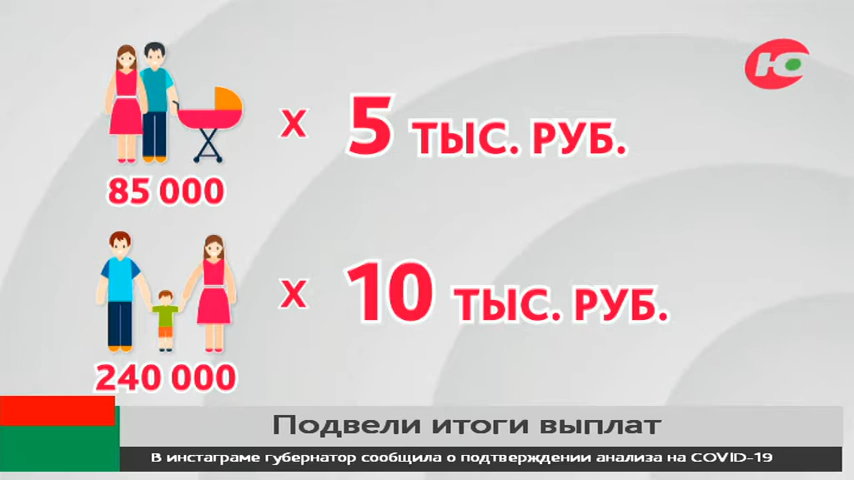 Ю
х 5 ТЫС. РУБ.
85 000
х 10 ТЫС. РУБ.
240 000
Подвели итоги выплат
В инстаграме губернатор сообщила о подтверждении анализа на COVID-19